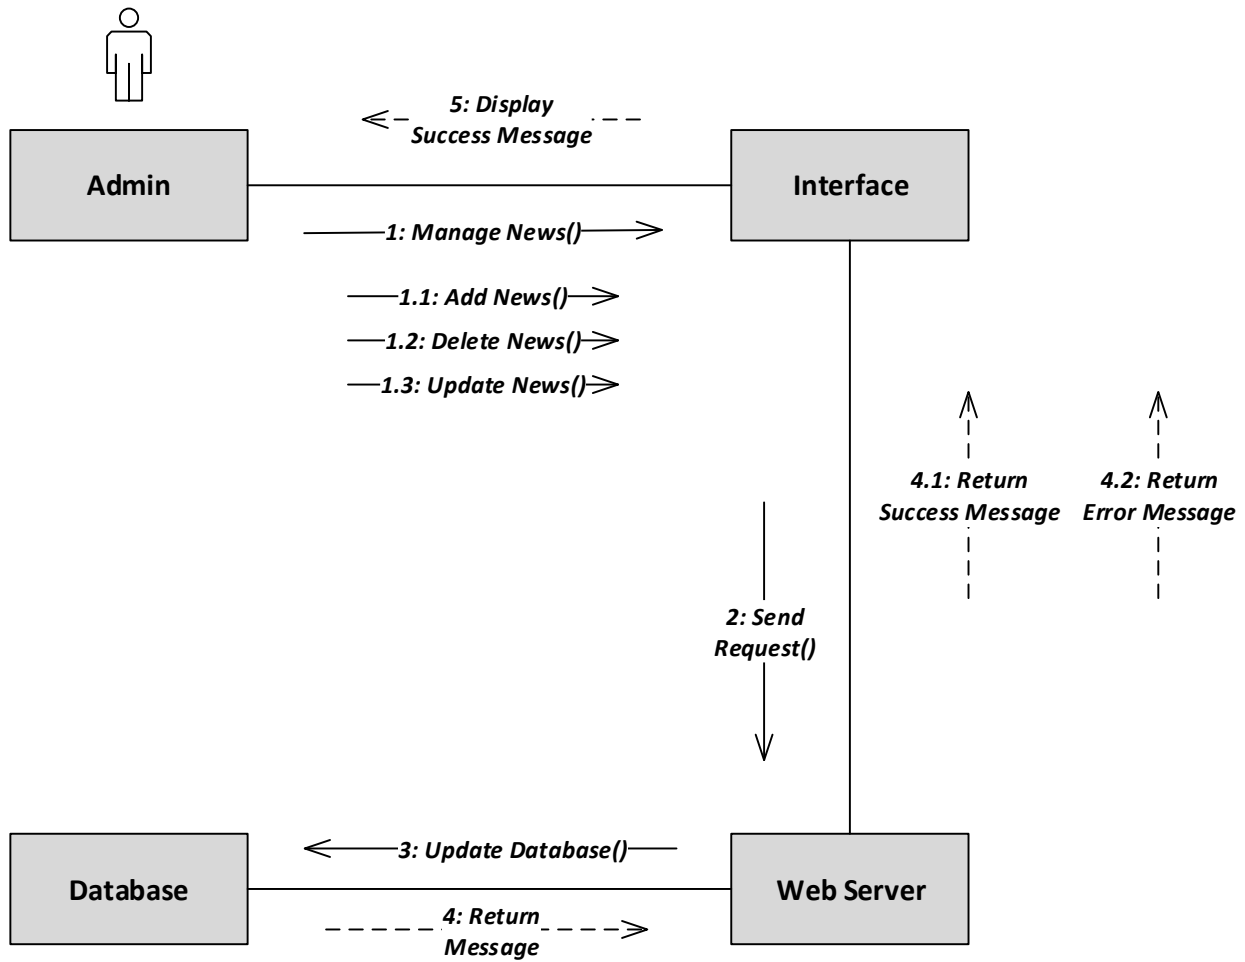 5: Display
Success Message
Admin
Interface
1: Manage News()
1.1: Add News()
1.2: Delete News()
1.3: Update News()
4.1: Return
Success Message
4.2: Return
Error Message
2: Send
Request()
3: Update Database()
Database
Web Server
4: Return
Message